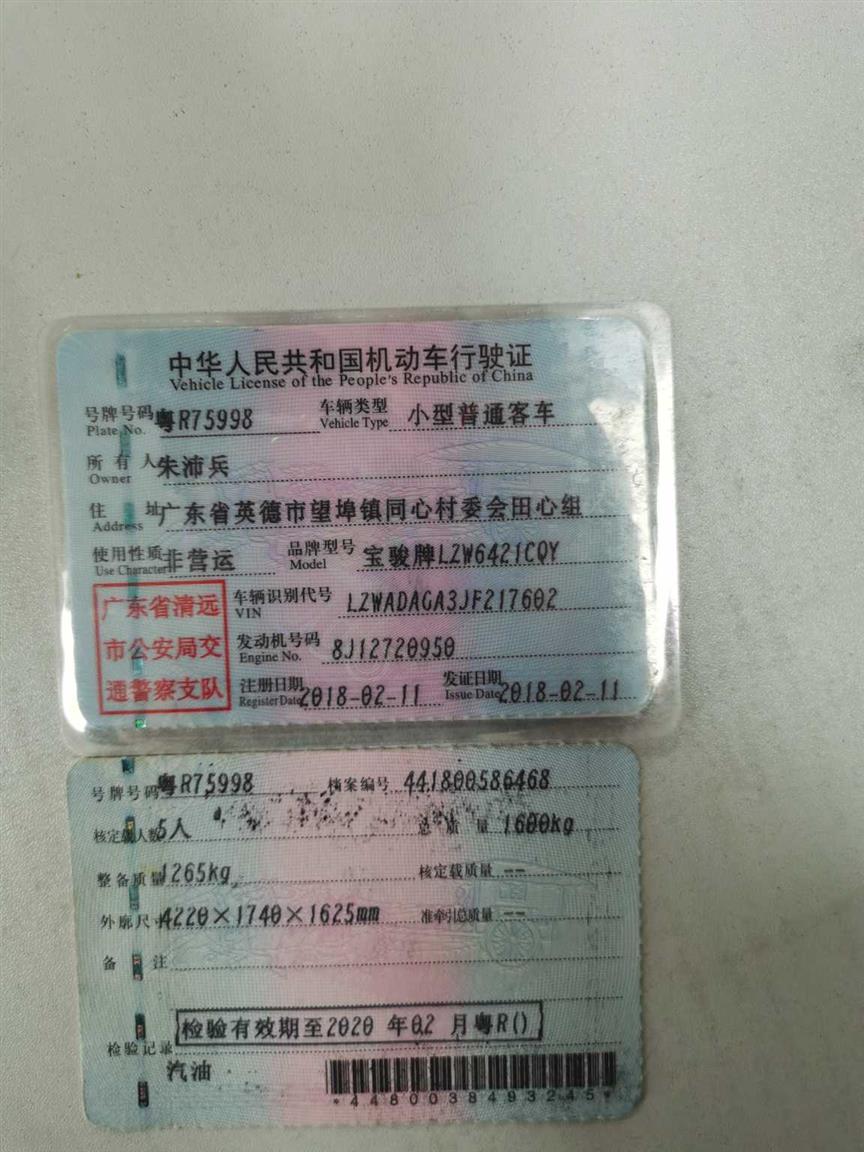 中华人民共和国机动车行驶证
Vehicle License of the People's Republic of China
号牌号码 粤R75998 车辆类型 小型普通客车
Plate No. Vehicle Type
所有人 朱沛兵
Owner
住址 广东省英德市望埠镇同心村委会田心组
Address
使用性质 非营运 品牌型号 宝骏牌LZW6421CQY
Use Character Model
广东省清远
市公安局交
通警察支队
车辆识别代号 LZWADAGA3JF217602
VIN
发动机号码 8J12720950
Engine No.
注册日期 2018-02-11 发证日期 2018-02-11
Register Date Issue Date
号牌号码 粤R75998 档案编号 441800586468
核定载人数 5人 总质量 1600kg
整备质量 1265kg 核定载质量 --
外廓尺寸 4220×1740×1625mm 准牵引总质量 --
备注
检验有效期至2020 年02 月粤R()
检验记录
汽油
*4480038493245*